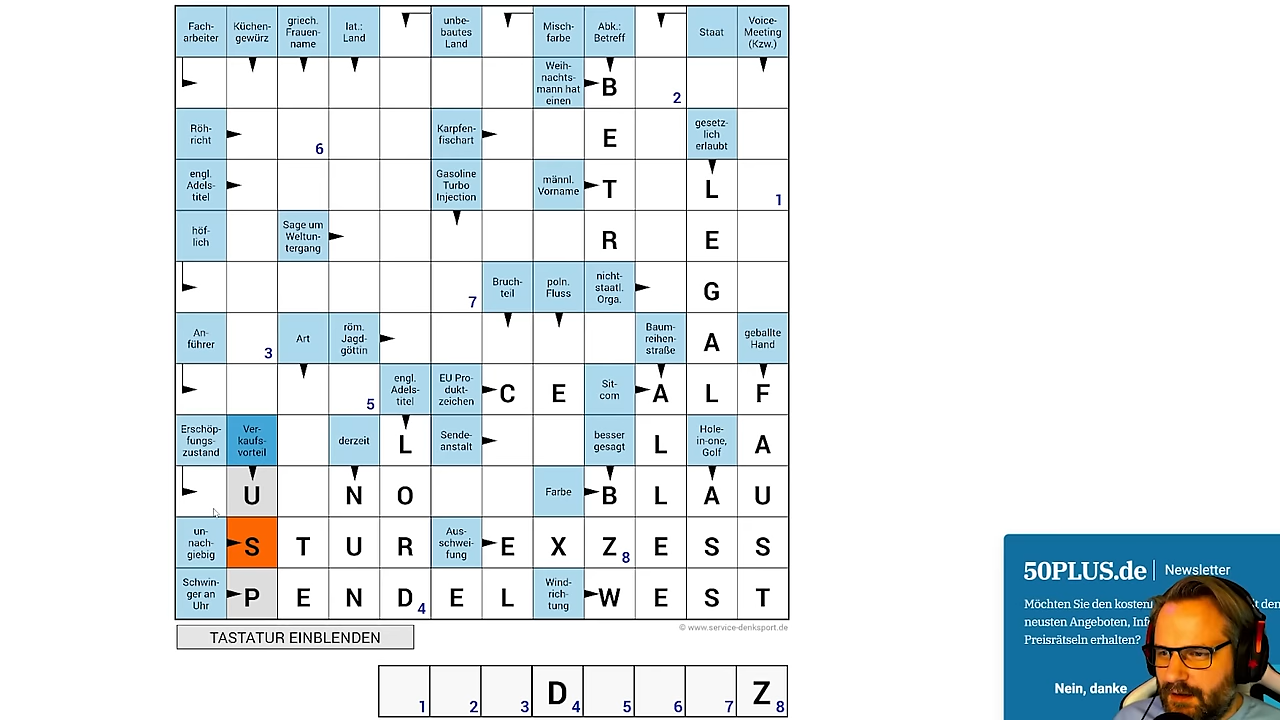 Fach-
arbeiter
Küchen-
gewürz
griech.
Frauen-
name
lat.:
Land
unbe-
bautes
Land
Misch-
farbe
Abk.:
Betreff
Staat
Voice-
Meeting
(Kzw.)
Weih-
nachts-
mann hat
einen
B
2
Röh-
richt
6
Karpfen-
fischart
E
gesetz-
lich
erlaubt
engl.
Adels-
titel
Gasoline
Turbo
Injection
männl.
Vorname
T
L
1
höf-
lich
Sage um
Weltun-
tergang
R
E
7
Bruch-
teil
poln.
Fluss
nicht-
staatl.
Orga.
G
An-
führer
3
Art
röm.
Jagd-
göttin
Baum-
reihen-
straße
A
geballte
Hand
5
engl.
Adels-
titel
EU Pro-
dukt-
zeichen
C E
Sit-
com
A L F
Erschöp-
fungs-
zustand
Ver-
kaufs-
vorteil
derzeit
L
Sende-
anstalt
besser
gesagt
L
Hole-
in-one,
Golf
A
U
N O
Farbe
B L A U
un-
nach-
giebig
S T U R
Aus-
schwei-
fung
E X Z 8 E S S
Schwin-
ger an
Uhr
P E N D 4 E L
Wind-
rich-
tung
W E S T
© www.service-denksport.de
TASTATUR EINBLENDEN
1 2 3 D 4 5 6 7 Z 8
50PLUS.de Newsletter
Möchten Sie den kosten
neusten Angeboten, Inf
Preisrätseln erhalten?
Nein, danke